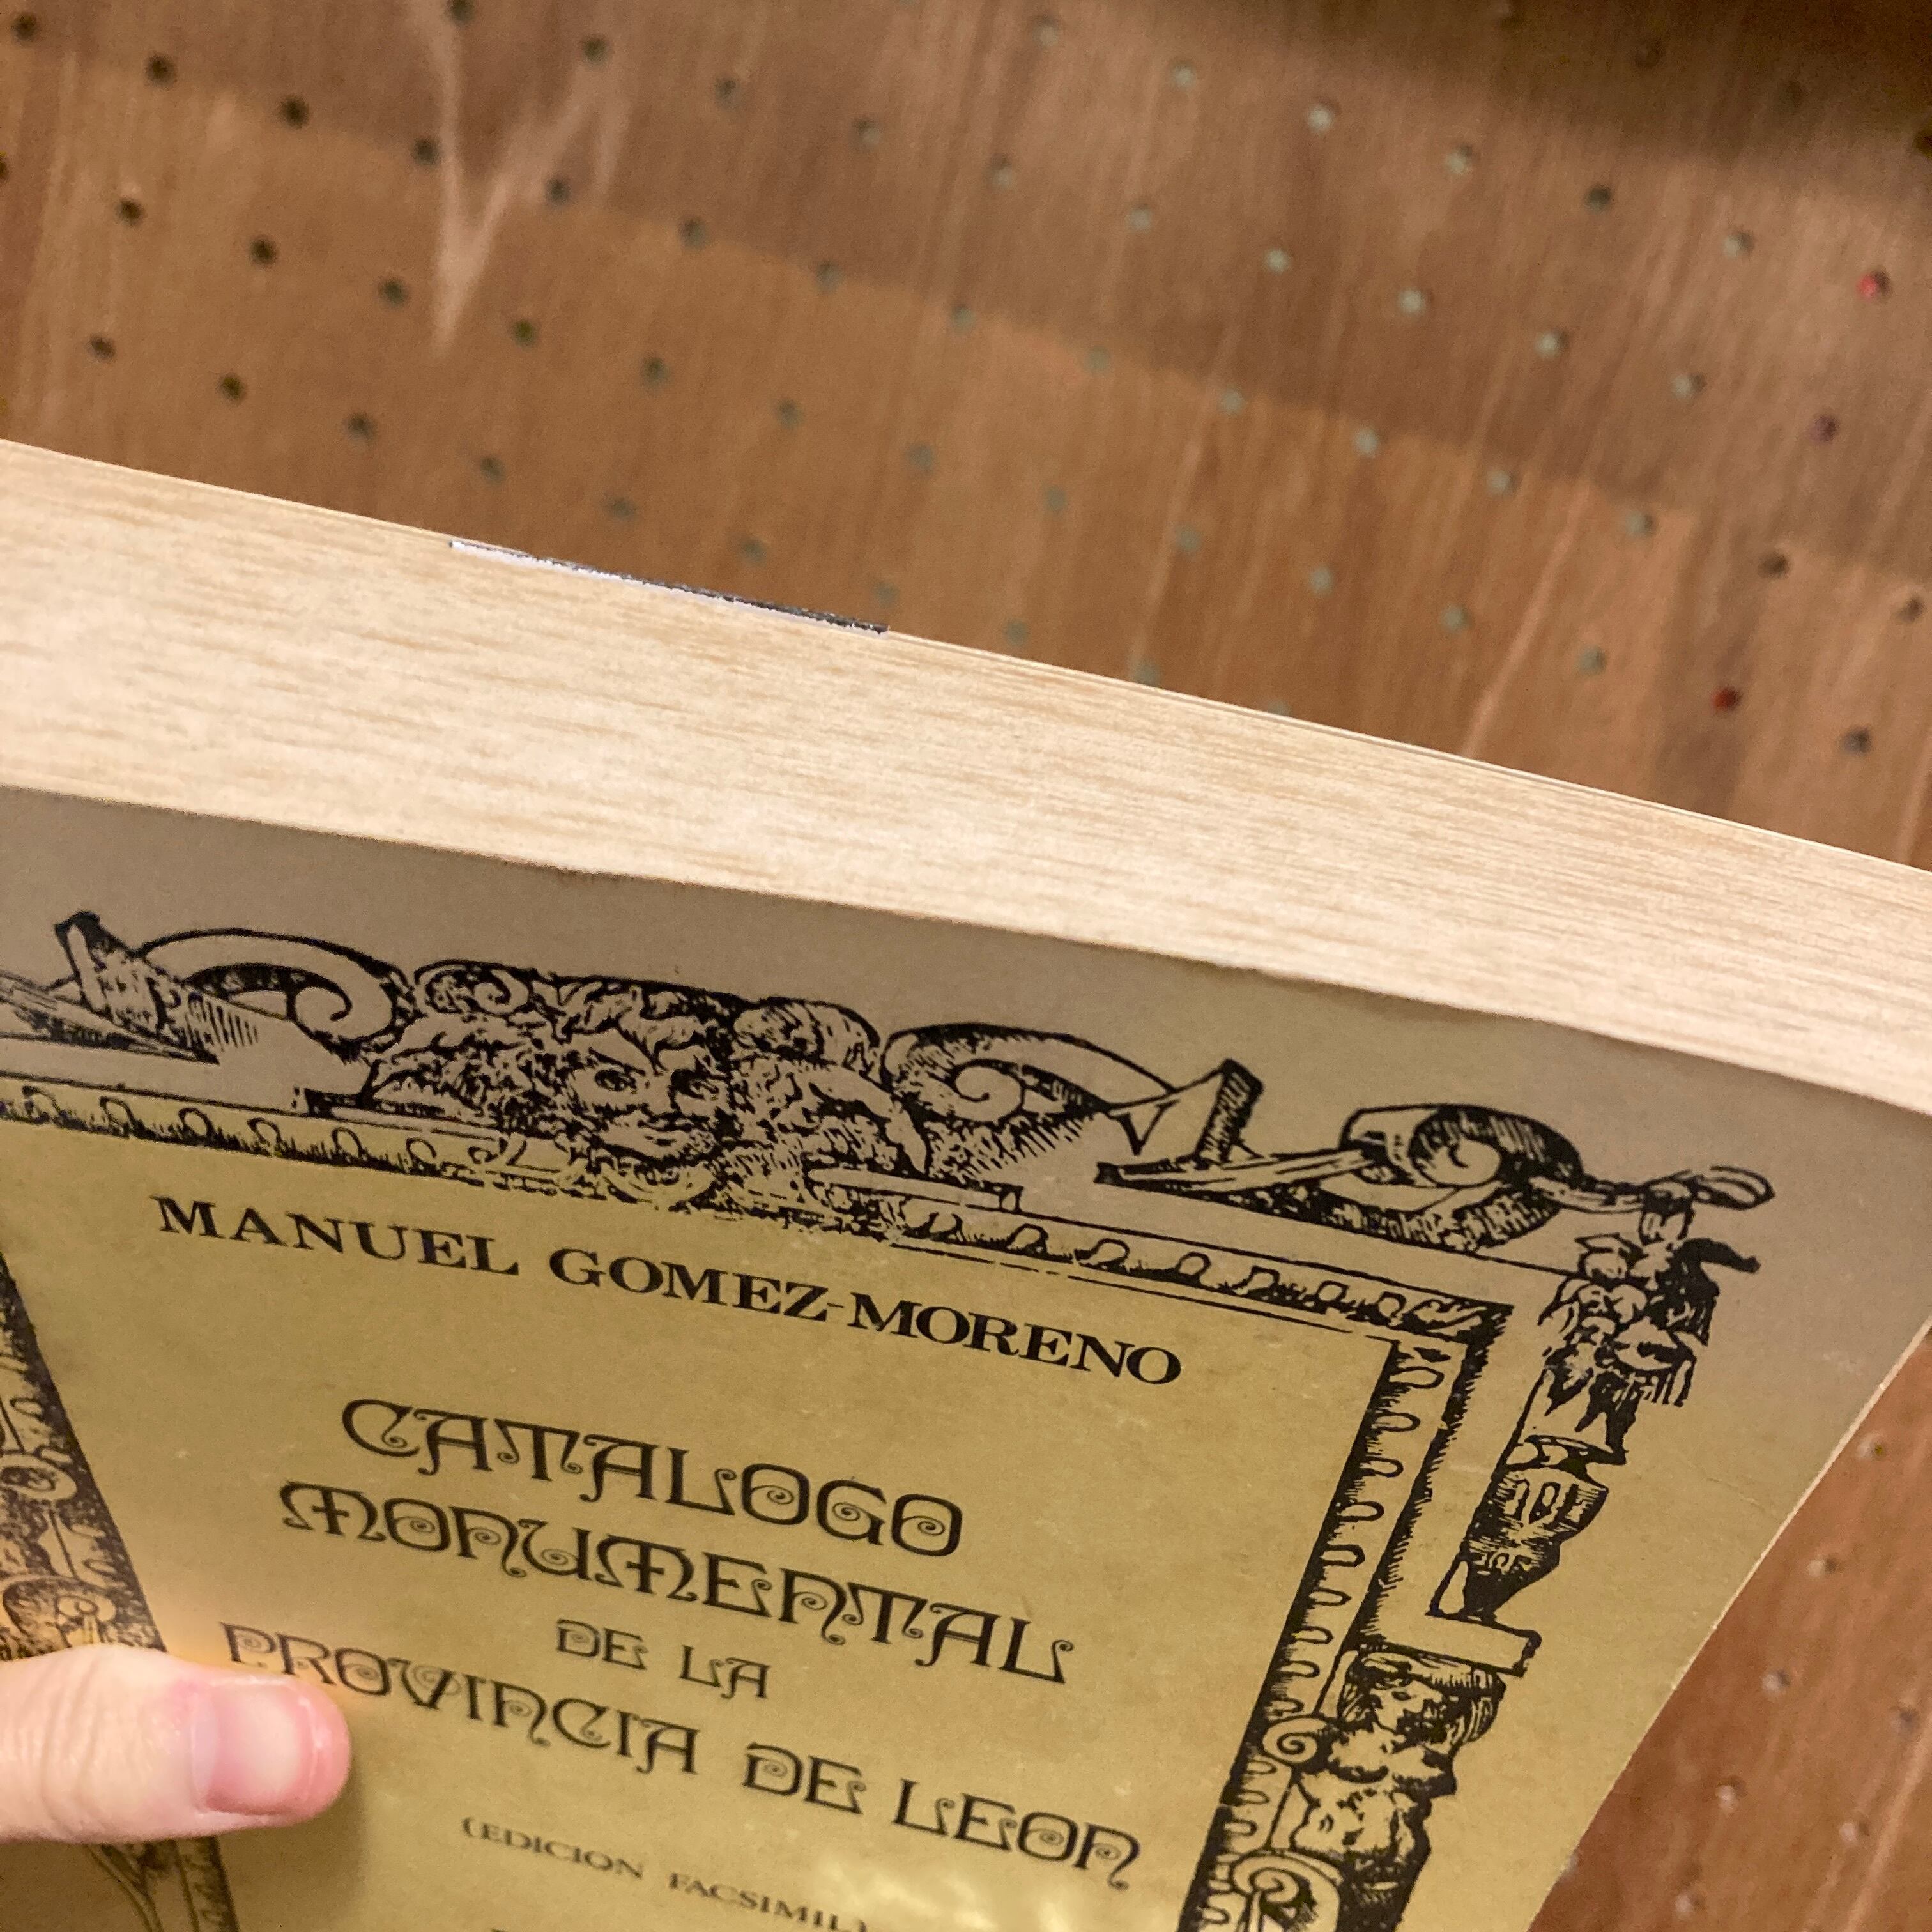 MANUEL GOMEZ-MORENO
CATALOGO
MONUMENTAL
DE LA
PROVINCIA DE LEON
(EDICION FACSIMIL)